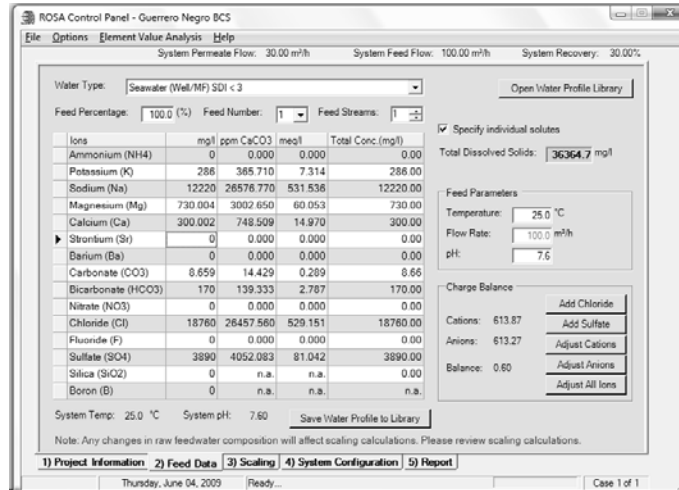 ROSA Control Panel - Guerrero Negro BCS
File Options Element Value Analysis Help
System Permeate Flow: 30.00 m³/h System Feed Flow: 100.00 m³/h System Recovery: 30.00%
Water Type: Seawater (Well/MF) SDI < 3 Open Water Profile Library
Feed Percentage: 100.0 (%) Feed Number: 1 Feed Streams: 1
Specify individual solutes
Ions mg/l ppm CaCO3 meq/l Total Conc.(mg/l)
Ammonium (NH4) 0 0.000 0.000 0.00
Total Dissolved Solids: 36364.7 mg/l
Potassium (K) 286 365.710 7.314 286.00
Sodium (Na) 12220 26576.770 531.536 12220.00
Magnesium (Mg) 730.004 3002.650 60.053 730.00
Calcium (Ca) 300.002 748.509 14.970 300.00
Strontium (Sr) 0 0.000 0.000 0.00
Barium (Ba) 0 0.000 0.000 0.00
Carbonate (CO3) 8.659 14.429 0.289 8.66
Bicarbonate (HCO3) 170 139.333 2.787 170.00
Nitrate (NO3) 0 0.000 0.000 0.00
Chloride (Cl) 18760 26457.560 529.151 18760.00
Fluoride (F) 0 0.000 0.000 0.00
Sulfate (SO4) 3890 4052.083 81.042 3890.00
Silica (SiO2) 0 n.a. n.a. 0.00
Boron (B) 0 n.a. n.a. n.a.
Feed Parameters
Temperature: 25.0 °C
Flow Rate: 100.0 m³/h
pH: 7.6
Charge Balance
Add Chloride
Cations: 613.87 Add Sulfate
Anions: 613.27 Adjust Cations
Balance: 0.60 Adjust Anions
Adjust All Ions
System Temp: 25.0 °C System pH: 7.60 Save Water Profile to Library
Note: Any changes in raw feedwater composition will affect scaling calculations. Please review scaling calculations.
1) Project Information 2) Feed Data 3) Scaling 4) System Configuration 5) Report
Thursday, June 04, 2009 Ready... Case 1 of 1